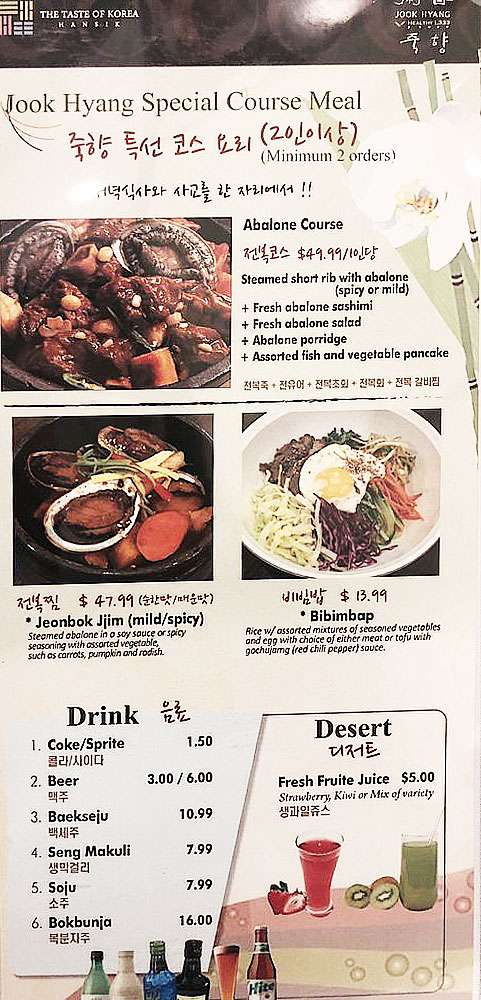 THE TASTE OF KOREA
HANSIK
JOOK HYANG
죽향
Jook Hyang Special Course Meal
죽향 특선 코스 요리 (2인이상)
(Minimum 2 orders)
저녁식사와 사교를 한 자리에서 !!
Abalone Course
전복코스 $49.99/1인당
Steamed short rib with abalone
(spicy or mild)
+ Fresh abalone sashimi
+ Fresh abalone salad
+ Abalone porridge
+ Assorted fish and vegetable pancake
전복죽 + 전유어 + 전복초회 + 전복회 + 전복 갈비찜
전복찜 $ 47.99 (순한맛/매운맛)
* Jeonbok Jjim (mild/spicy)
Steamed abalone in a soy sauce or spicy
seasoning with assorted vegetable,
such as carrots, pumpkin and radish.
비빔밥 $ 13.99
* Bibimbap
Rice w/ assorted mixtures of seasoned vegetables
and egg with choice of either meat or tofu with
gochujamg (red chili pepper) sauce.
Drink 음료
1. Coke/Sprite 1.50
콜라/사이다
2. Beer 3.00 / 6.00
맥주
3. Baekseju 10.99
백세주
4. Seng Makuli 7.99
생막걸리
5. Soju 7.99
소주
6. Bokbunja 16.00
복분자주
Desert
디저트
Fresh Fruite Juice $5.00
Strawberry, Kiwi or Mix of variety
생과일쥬스
Hite